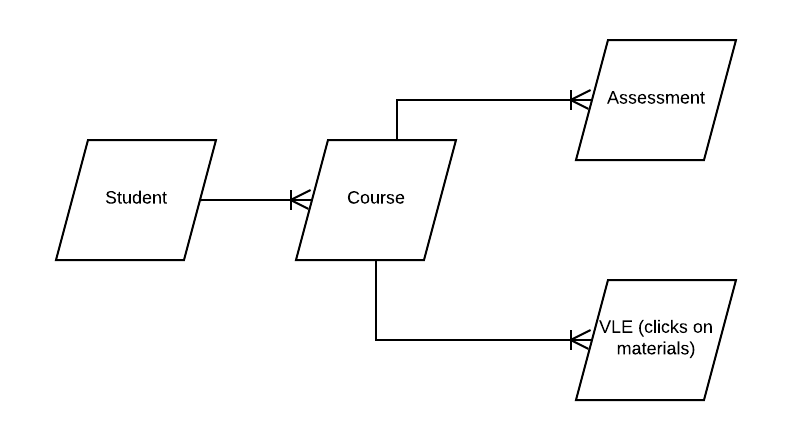 Assessment
Student
Course
VLE (clicks on
materials)